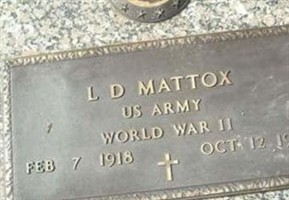 L D MATTOX
US ARMY
WORLD WAR II
FEB 7 1918 OCT 12